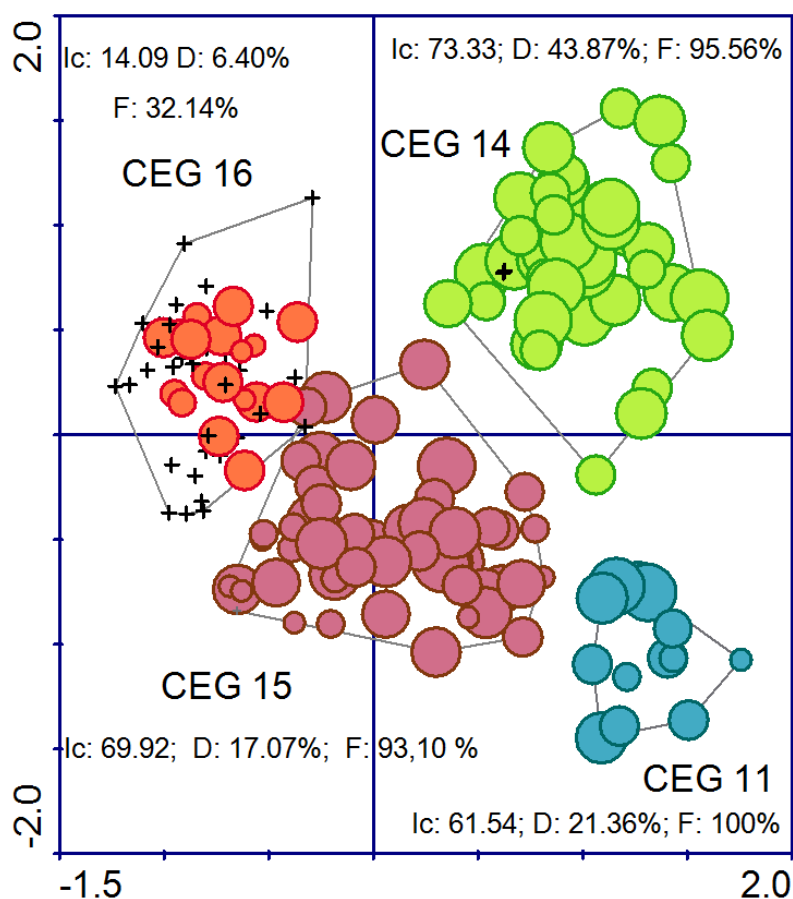 2.0
Ic: 14.09 D: 6.40%
F: 32.14%
CEG 16
Ic: 73.33; D: 43.87%; F: 95.56%
CEG 14
CEG 15
Ic: 69.92; D: 17.07%; F: 93,10 %
CEG 11
Ic: 61.54; D: 21.36%; F: 100%
-2.0
-1.5
2.0